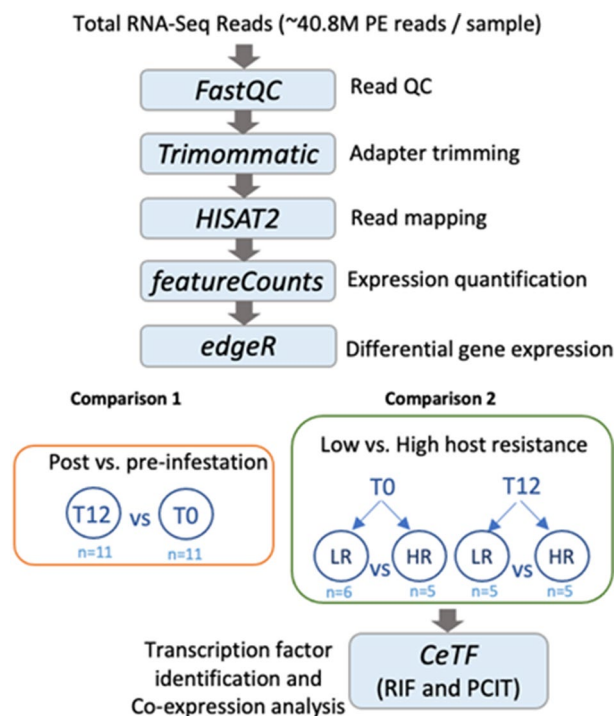 Total RNA-Seq Reads (~40.8M PE reads / sample)
FastQC Read QC
Trimommatic Adapter trimming
HISAT2 Read mapping
featureCounts Expression quantification
edgeR Differential gene expression
Comparison 1
Post vs. pre-infestation
T12 vs T0
n=11 n=11
Comparison 2
Low vs. High host resistance
T0 T12
LR vs HR LR vs HR
n=6 n=5 n=5 n=5
Transcription factor
identification and
Co-expression analysis
CeTF
(RIF and PCIT)